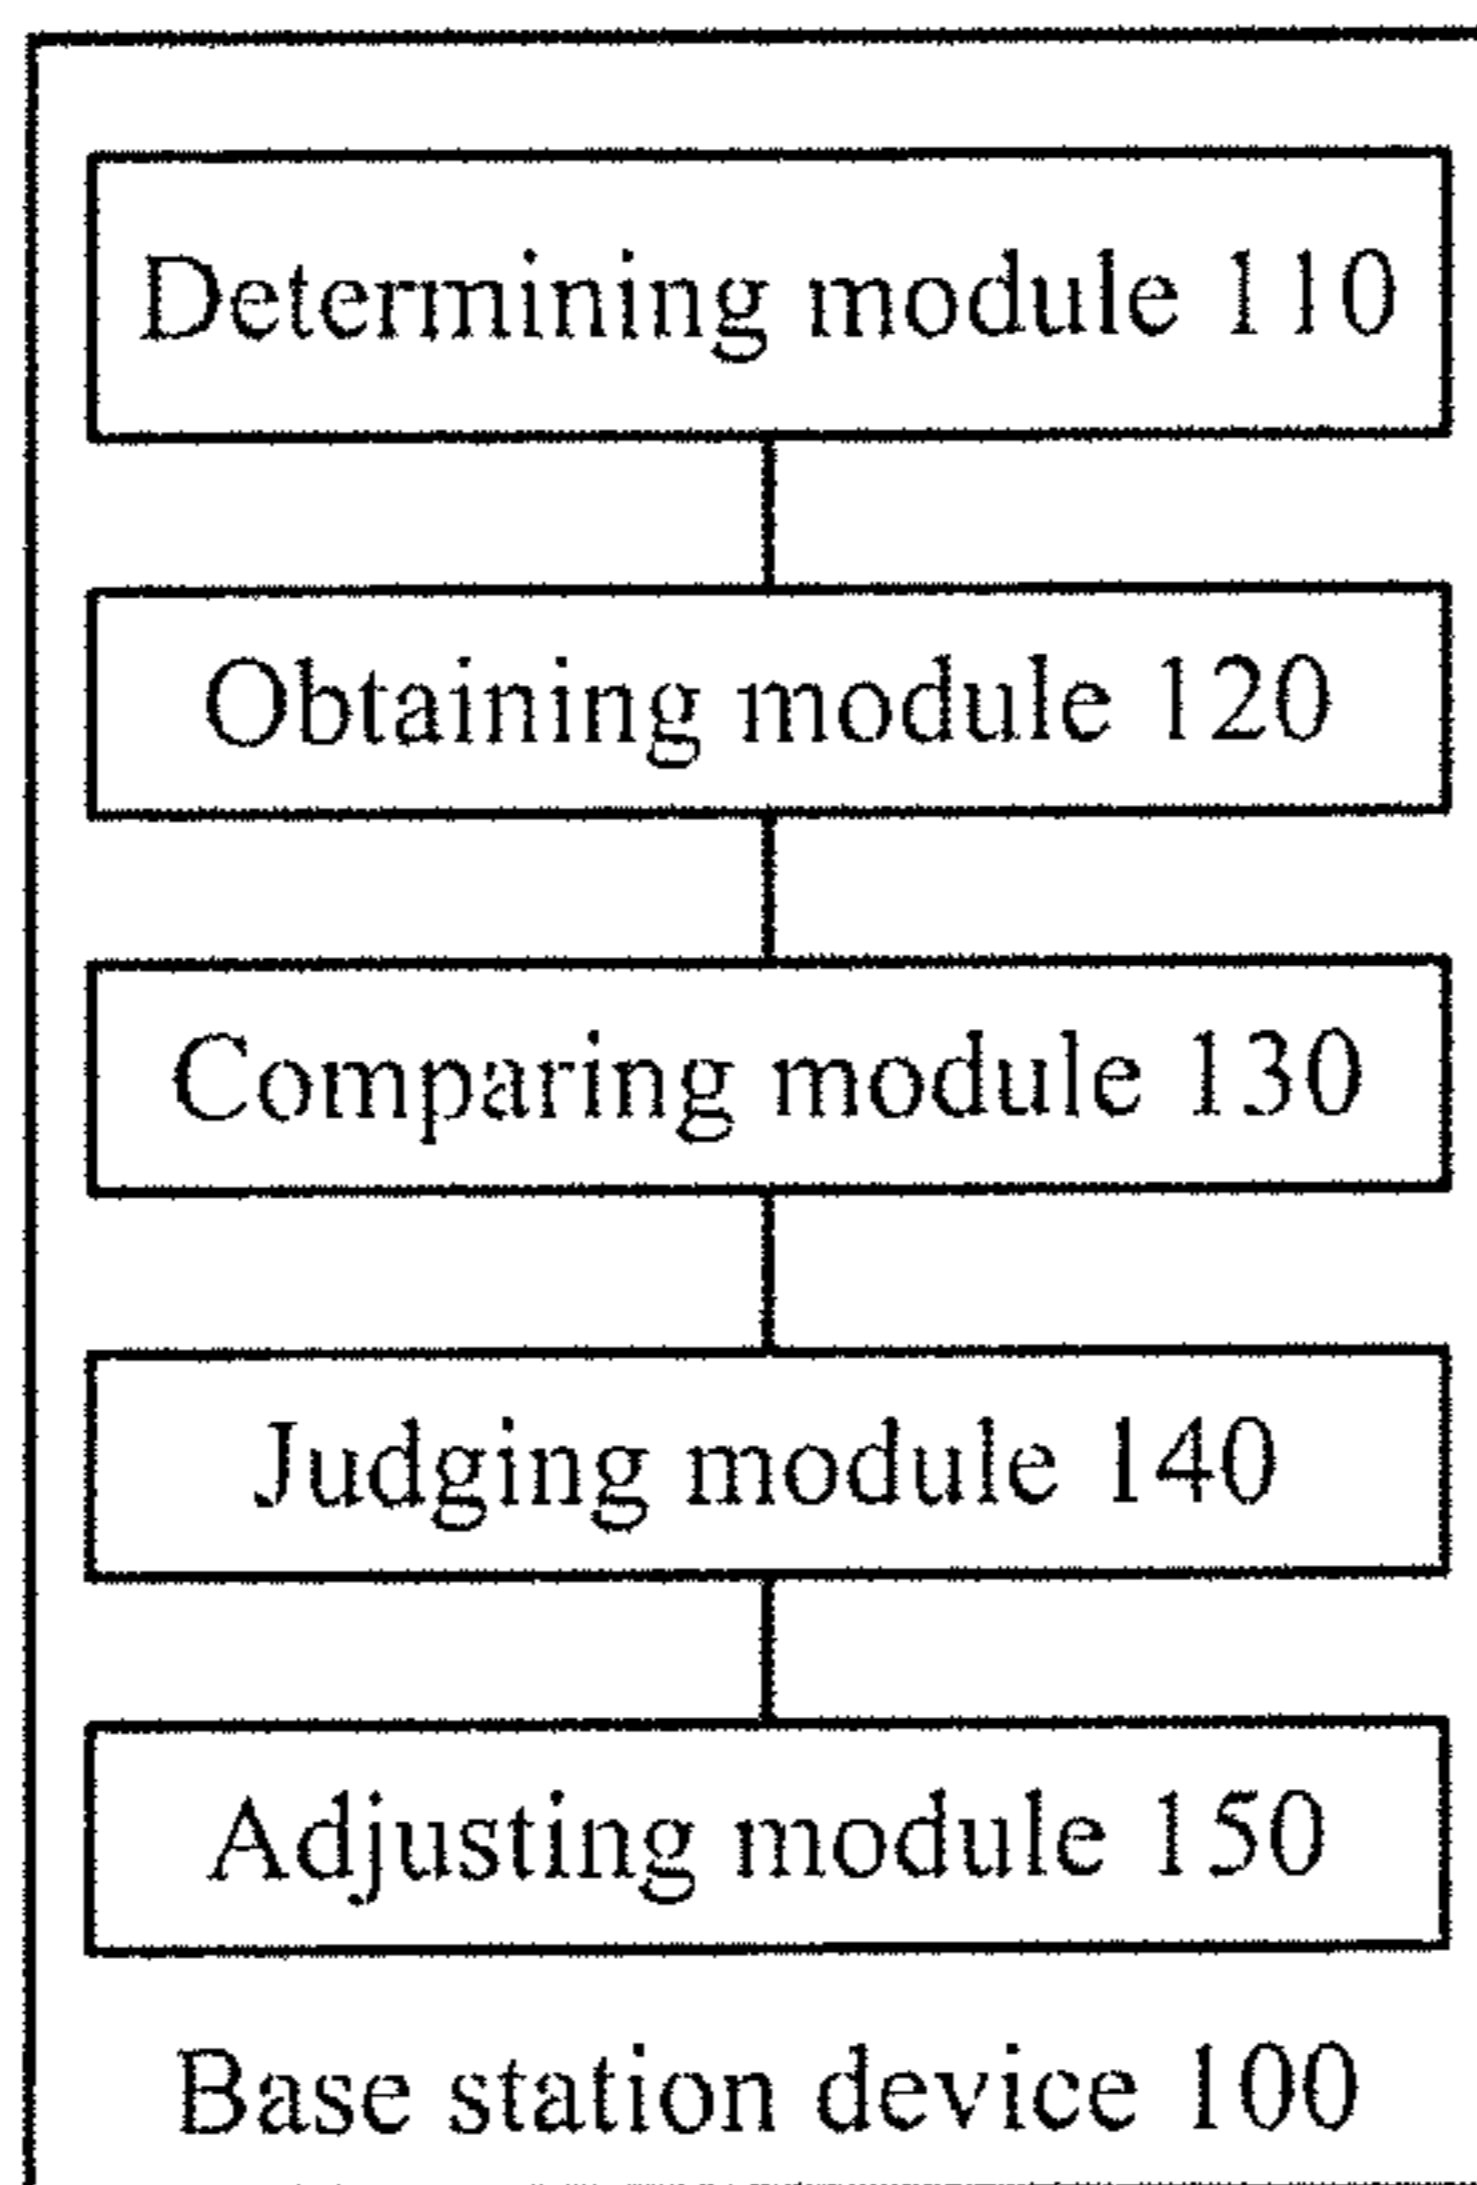 Determining module 110
Obtaining module 120
Comparing module 130
Judging module 140
Adjusting module 150
Base station device 100